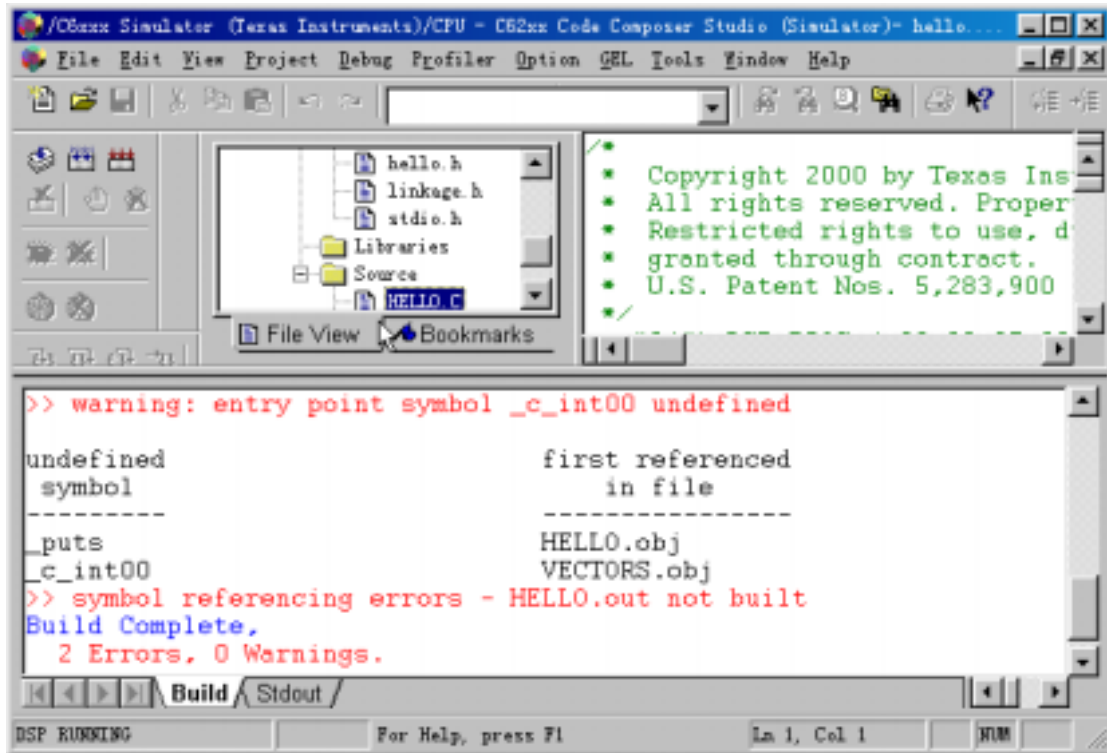 /C6xxx Simulator (Texas Instruments)/CPU - C62xx Code Composer Studio (Simulator)- hello....
File Edit View Project Debug Profiler Option GEL Tools Window Help
hello.h
linkage.h
stdio.h
Libraries
Source
HELLO.C
File View Bookmarks
/*
* Copyright 2000 by Texas Ins
* All rights reserved. Proper
* Restricted rights to use, d
* granted through contract.
* U.S. Patent Nos. 5,283,900
*/
>> warning: entry point symbol _c_int00 undefined
undefined first referenced
symbol in file
--------- ----------------
_puts HELLO.obj
_c_int00 VECTORS.obj
>> symbol referencing errors - HELLO.out not built
Build Complete,
2 Errors, 0 Warnings.
Build Stdout
DSP RUNNING For Help, press F1 Ln 1, Col 1 NUM